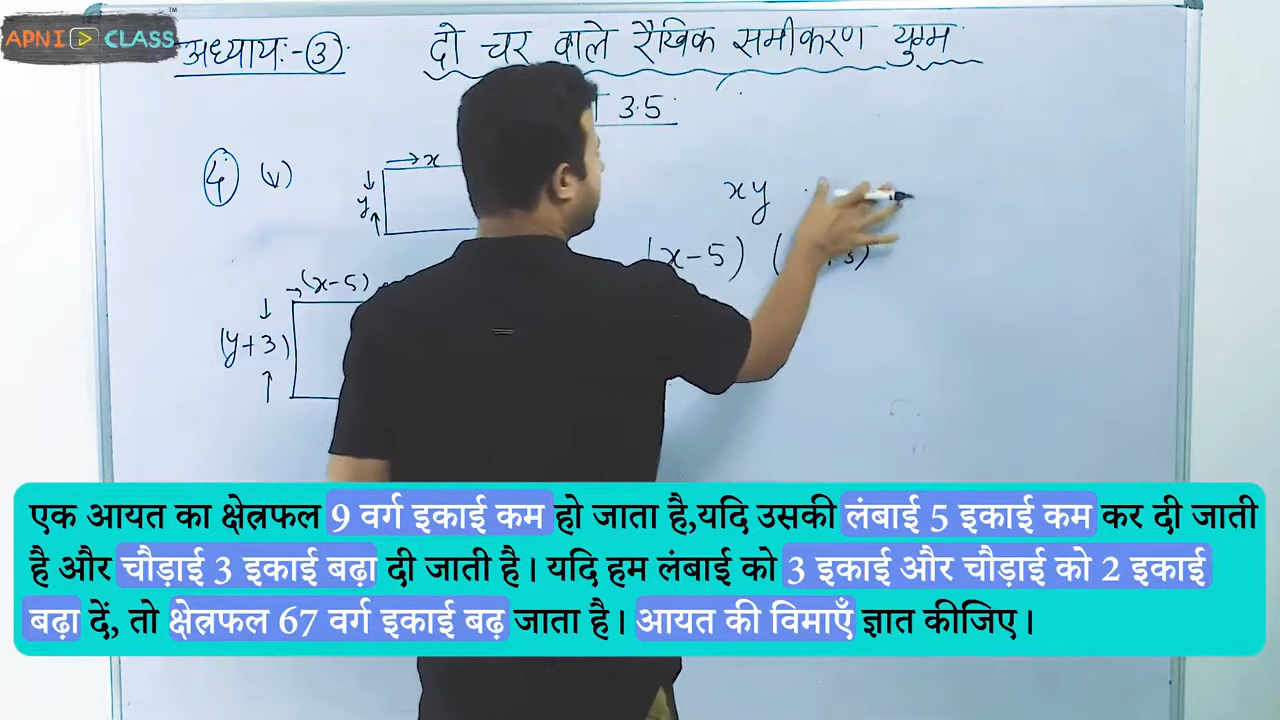 APNI CLASS™
अध्यायः-③ दो चर वाले रैखिक समीकरण युग्म
3.5
(v)
x
y
xy
(x-5)
(x-5)
(y+3)
एक आयत का क्षेत्रफल 9 वर्ग इकाई कम हो जाता है,यदि उसकी लंबाई 5 इकाई कम कर दी जाती
है और चौड़ाई 3 इकाई बढ़ा दी जाती है। यदि हम लंबाई को 3 इकाई और चौड़ाई को 2 इकाई
बढ़ा दें, तो क्षेत्रफल 67 वर्ग इकाई बढ़ जाता है। आयत की विमाएँ ज्ञात कीजिए।